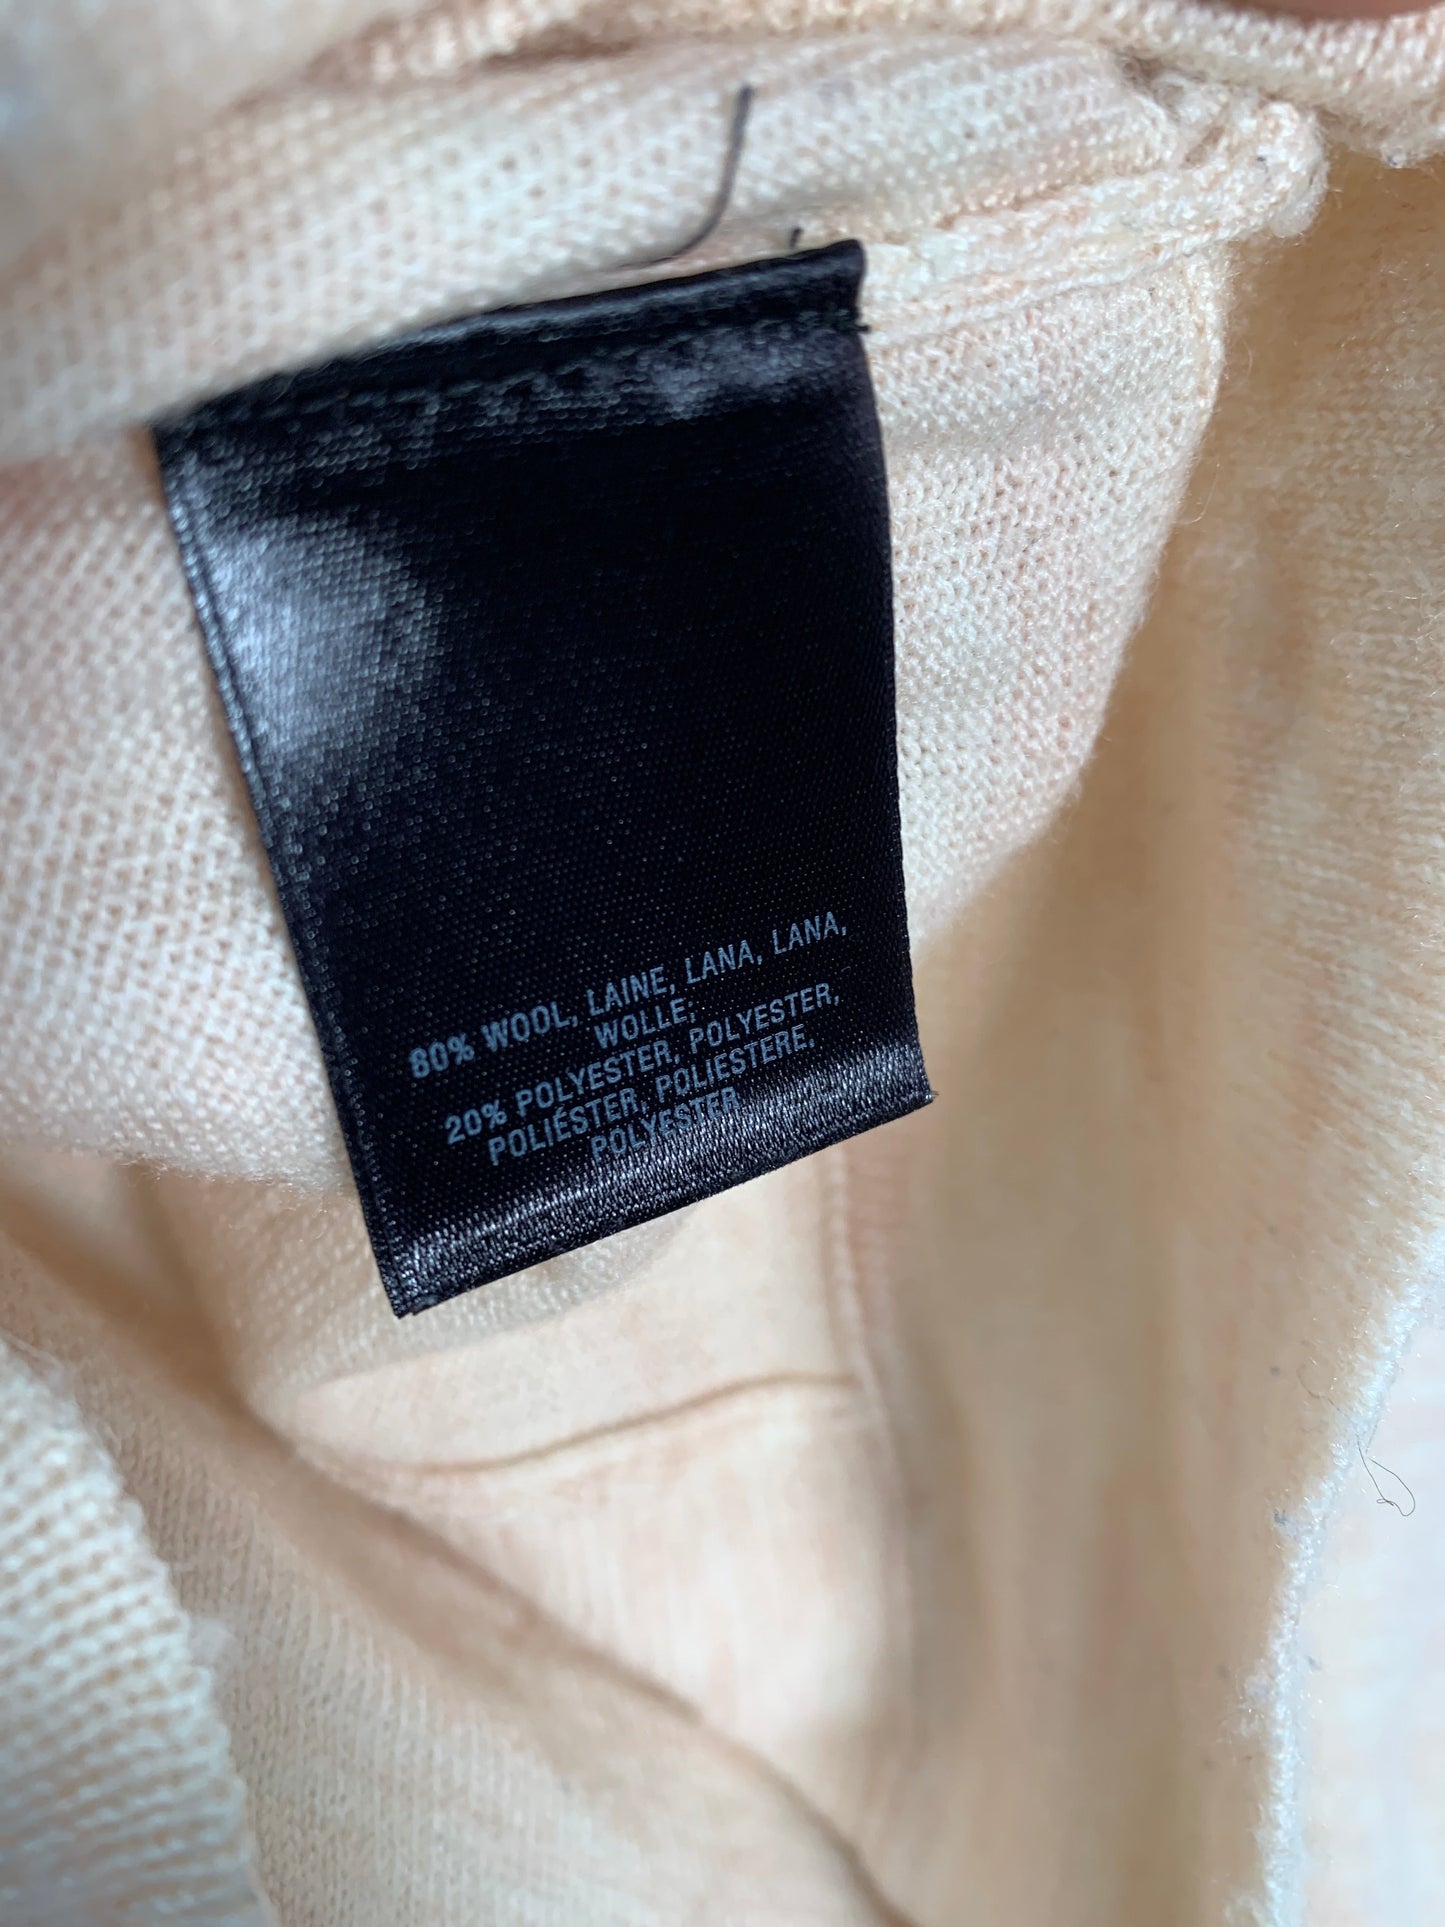 80% WOOL, LAINE, LANA, LANA,
WOLLE;
20% POLYESTER, POLYESTER,
POLIÉSTER, POLIESTERE,
POLYESTER